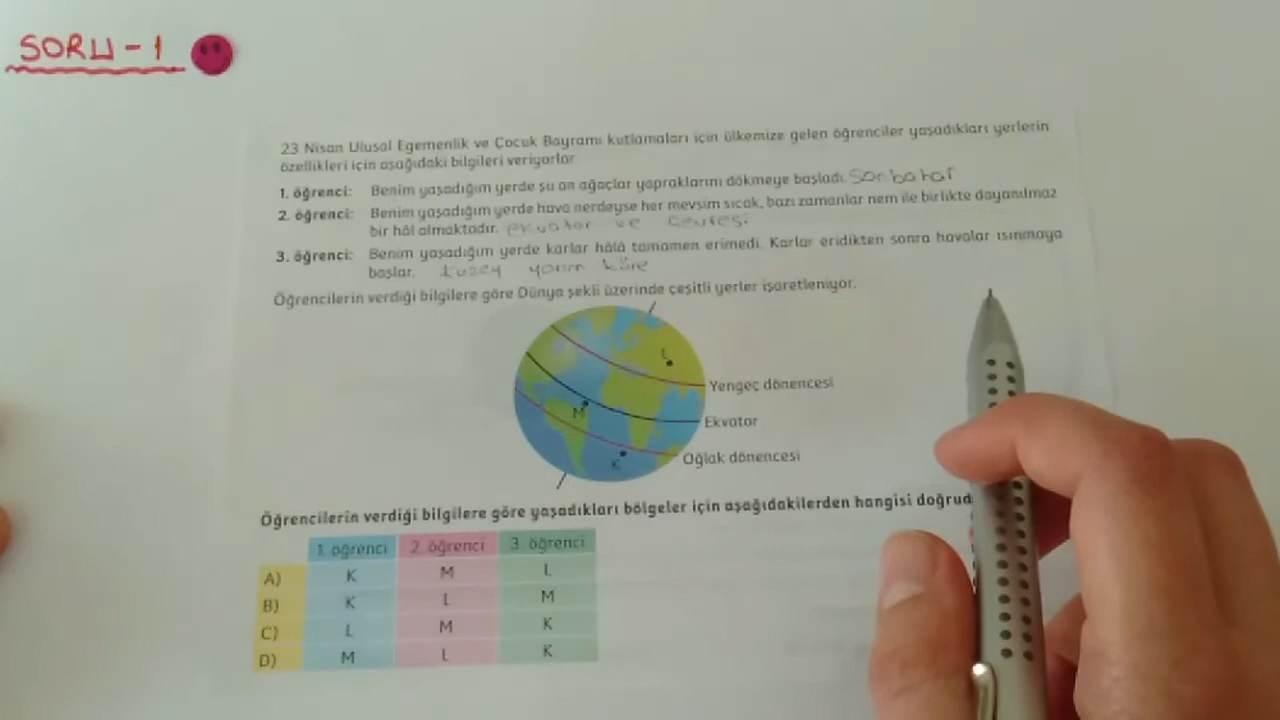 SORU-1
23 Nisan Ulusal Egemenlik ve Çocuk Bayramı kutlamaları için ülkemize gelen öğrenciler yaşadıkları yerlerin
özellikleri için aşağıdaki bilgileri veriyorlar
1. öğrenci: Benim yaşadığım yerde şu an ağaçlar yapraklarını dökmeye başladı. Sonbahar
2. öğrenci: Benim yaşadığım yerde hava nerdeyse her mevsim sıcak, bazı zamanlar nem ile birlikte dayanılmaz
bir hâl almaktadır. ekvator ve çevresi
3. öğrenci: Benim yaşadığım yerde karlar hâlâ tamamen erimedi. Karlar eridikten sonra havalar ısınmaya
başlar. kuzey yarım küre
Öğrencilerin verdiği bilgilere göre Dünya şekli üzerinde çeşitli yerler işaretleniyor.
L
Yengeç dönencesi
M
Ekvator
K
Oğlak dönencesi
Öğrencilerin verdiği bilgilere göre yaşadıkları bölgeler için aşağıdakilerden hangisi doğrud
1. öğrenci 2. öğrenci 3. öğrenci
A) K M L
B) K L M
C) L M K
D) M L K